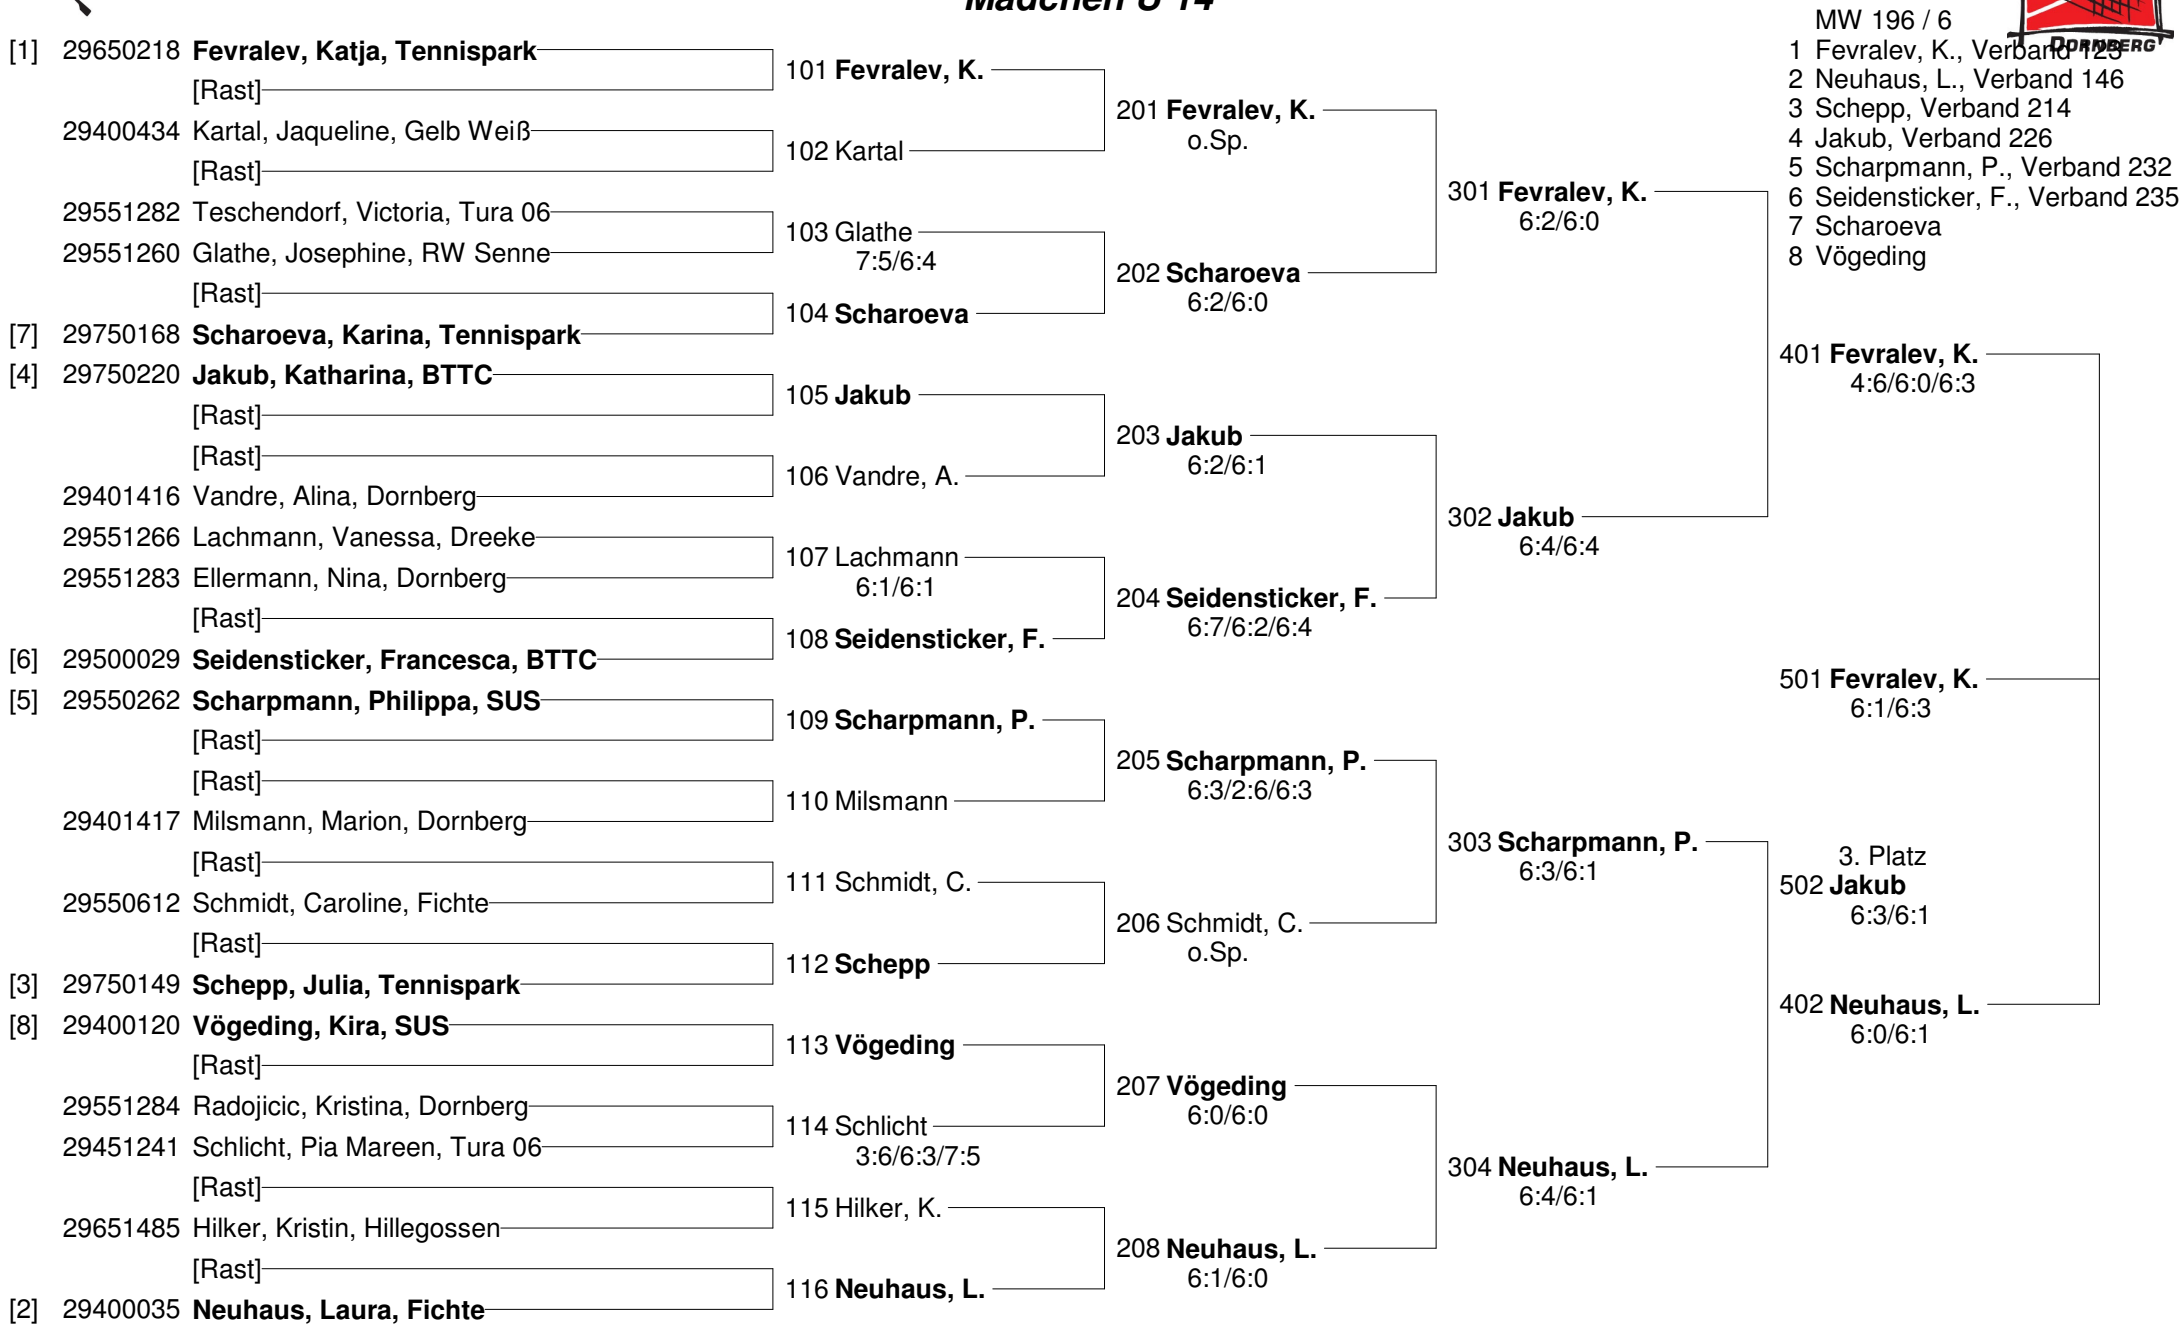 Mädchen U 14
MW 196 / 6
1 Fevralev, K., Verband 123
2 Neuhaus, L., Verband 146
3 Schepp, Verband 214
4 Jakub, Verband 226
5 Scharpmann, P., Verband 232
6 Seidensticker, F., Verband 235
7 Scharoeva
8 Vögeding
DORNBERG
[1] 29650218 Fevralev, Katja, Tennispark
[Rast]
29400434 Kartal, Jaqueline, Gelb Weiß
[Rast]
29551282 Teschendorf, Victoria, Tura 06
29551260 Glathe, Josephine, RW Senne
[Rast]
[7] 29750168 Scharoeva, Karina, Tennispark
[4] 29750220 Jakub, Katharina, BTTC
[Rast]
[Rast]
29401416 Vandre, Alina, Dornberg
29551266 Lachmann, Vanessa, Dreeke
29551283 Ellermann, Nina, Dornberg
[Rast]
[6] 29500029 Seidensticker, Francesca, BTTC
[5] 29550262 Scharpmann, Philippa, SUS
[Rast]
[Rast]
29401417 Milsmann, Marion, Dornberg
[Rast]
29550612 Schmidt, Caroline, Fichte
[Rast]
[3] 29750149 Schepp, Julia, Tennispark
[8] 29400120 Vögeding, Kira, SUS
[Rast]
29551284 Radojicic, Kristina, Dornberg
29451241 Schlicht, Pia Mareen, Tura 06
[Rast]
29651485 Hilker, Kristin, Hillegossen
[Rast]
[2] 29400035 Neuhaus, Laura, Fichte
101 Fevralev, K.
102 Kartal
103 Glathe
7:5/6:4
104 Scharoeva
105 Jakub
106 Vandre, A.
107 Lachmann
6:1/6:1
108 Seidensticker, F.
109 Scharpmann, P.
110 Milsmann
111 Schmidt, C.
112 Schepp
113 Vögeding
114 Schlicht
3:6/6:3/7:5
115 Hilker, K.
116 Neuhaus, L.
201 Fevralev, K.
o.Sp.
202 Scharoeva
6:2/6:0
203 Jakub
6:2/6:1
204 Seidensticker, F.
6:7/6:2/6:4
205 Scharpmann, P.
6:3/2:6/6:3
206 Schmidt, C.
o.Sp.
207 Vögeding
6:0/6:0
208 Neuhaus, L.
6:1/6:0
301 Fevralev, K.
6:2/6:0
302 Jakub
6:4/6:4
303 Scharpmann, P.
6:3/6:1
304 Neuhaus, L.
6:4/6:1
401 Fevralev, K.
4:6/6:0/6:3
501 Fevralev, K.
6:1/6:3
3. Platz
502 Jakub
6:3/6:1
402 Neuhaus, L.
6:0/6:1